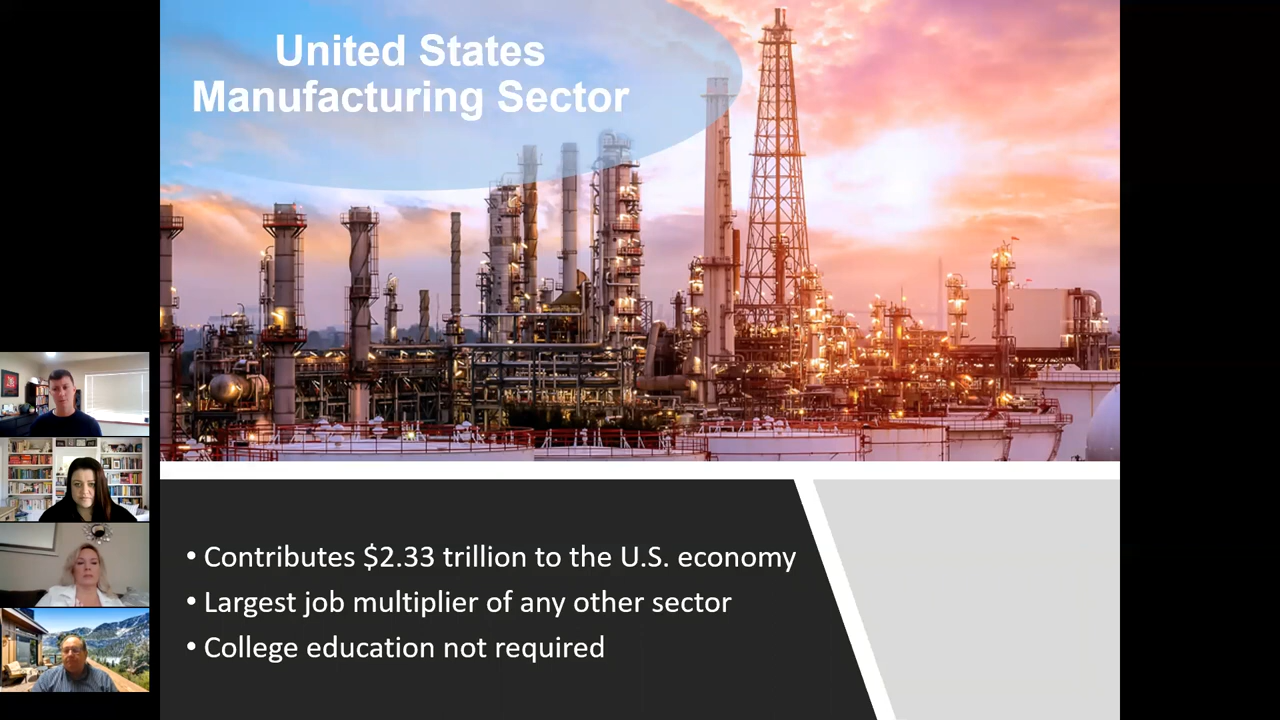 United States
Manufacturing Sector
• Contributes $2.33 trillion to the U.S. economy
• Largest job multiplier of any other sector
• College education not required